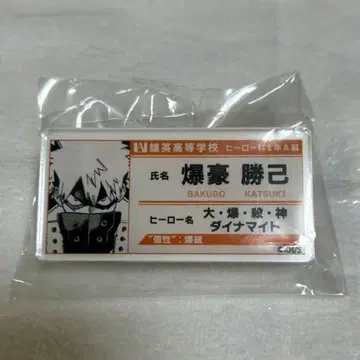 雄英高等学校 ヒーロー科1年A組
氏名 爆豪 勝己
BAKUGO KATSUKI
ヒーロー名 大・爆・殺・神
ダイナマイト
"個性":爆破